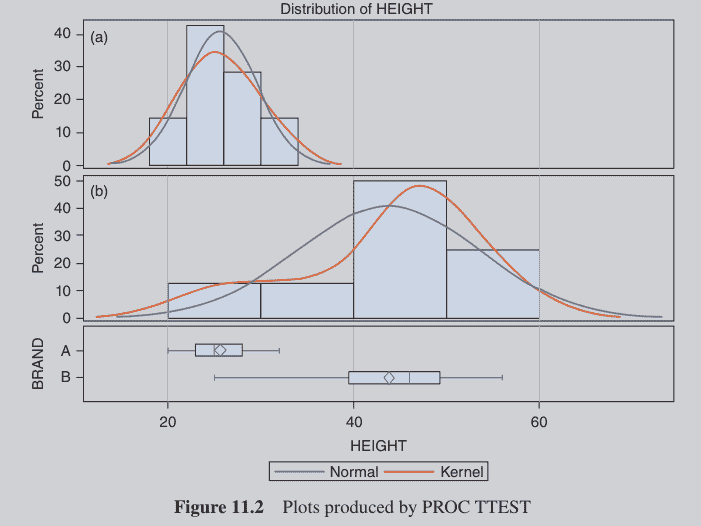 Distribution of HEIGHT
(a)
Percent
40
30
20
10
0
(b)
Percent
50
40
30
20
10
0
BRAND
A
B
20 40 60
HEIGHT
Normal Kernel
Figure 11.2 Plots produced by PROC TTEST